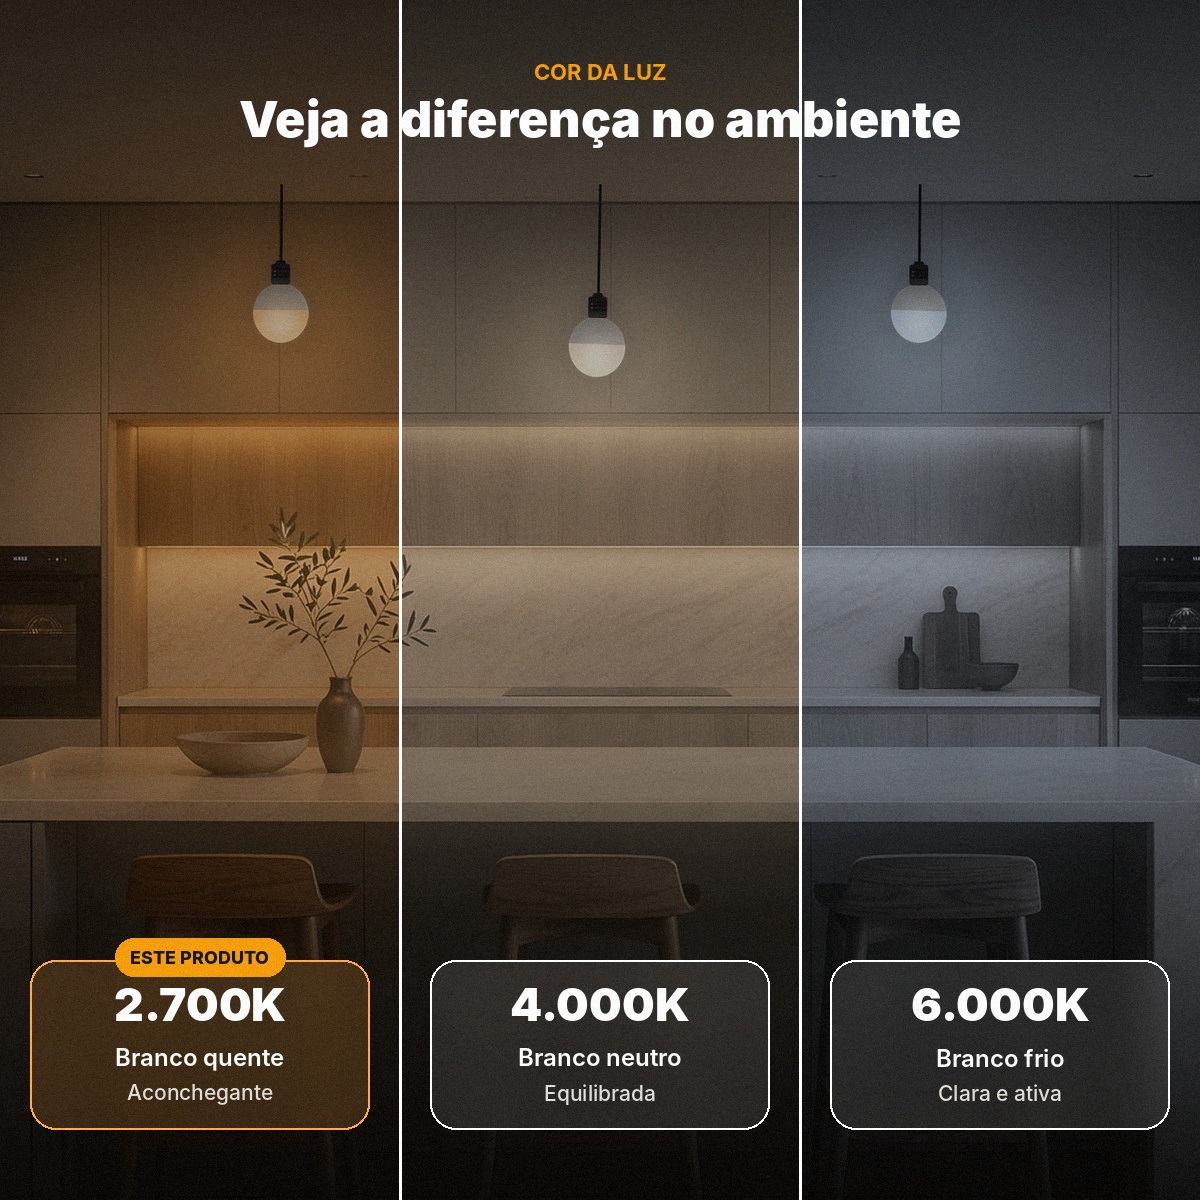 COR DA LUZ
Veja a diferença no ambiente
ESTE PRODUTO
2.700K
Branco quente
Aconchegante
4.000K
Branco neutro
Equilibrada
6.000K
Branco frio
Clara e ativa